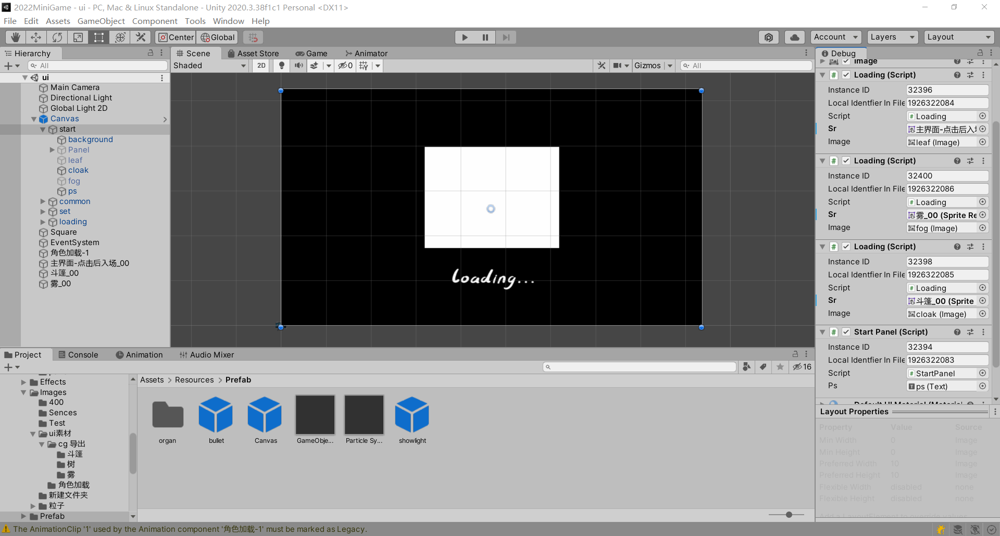 2022MiniGame - ui - PC, Mac & Linux Standalone - Unity 2020.3.38f1c1 Personal <DX11>
File Edit Assets GameObject Component Tools Window Help
Center Global Account Layers Layout
Hierarchy
All
ui
Main Camera
Directional Light
Global Light 2D
Canvas
start
background
Panel
leaf
cloak
fog
ps
common
set
loading
Square
EventSystem
角色加载-1
主界面-点击后入场_00
斗篷_00
雾_00
Scene Asset Store Game Animator
Shaded 2D 0 Gizmos All
Loading...
Debug
Image
Loading (Script)
Instance ID 32396
Local Identfier In File 1926322084
Script Loading
Sr 主界面-点击后入
Image leaf (Image)
Loading (Script)
Instance ID 32400
Local Identfier In File 1926322086
Script Loading
Sr 雾_00 (Sprite Re
Image fog (Image)
Loading (Script)
Instance ID 32398
Local Identfier In File 1926322085
Script Loading
Sr 斗篷_00 (Sprite
Image cloak (Image)
Start Panel (Script)
Instance ID 32394
Local Identfier In File 1926322083
Script StartPanel
Ps ps (Text)
Default UI Material (Material
Layout Properties
Property Value Source
Min Width 0 Image
Min Height 0 Image
Preferred Width 10 Image
Preferred Height 10 Image
Flexible Width disabled none
Flexible Height disabled none
Add a LayoutElement to override values
Project Console Animation Audio Mixer
16
Effects
Images
400
Sences
Test
ui素材
cg 导出
斗篷
树
雾
角色加载
新建文件夹
粒子
Prefab
Assets > Resources > Prefab
organ bullet Canvas GameObje... Particle Sy... showlight
The AnimationClip '1' used by the Animation component '角色加载-1' must be marked as Legacy.